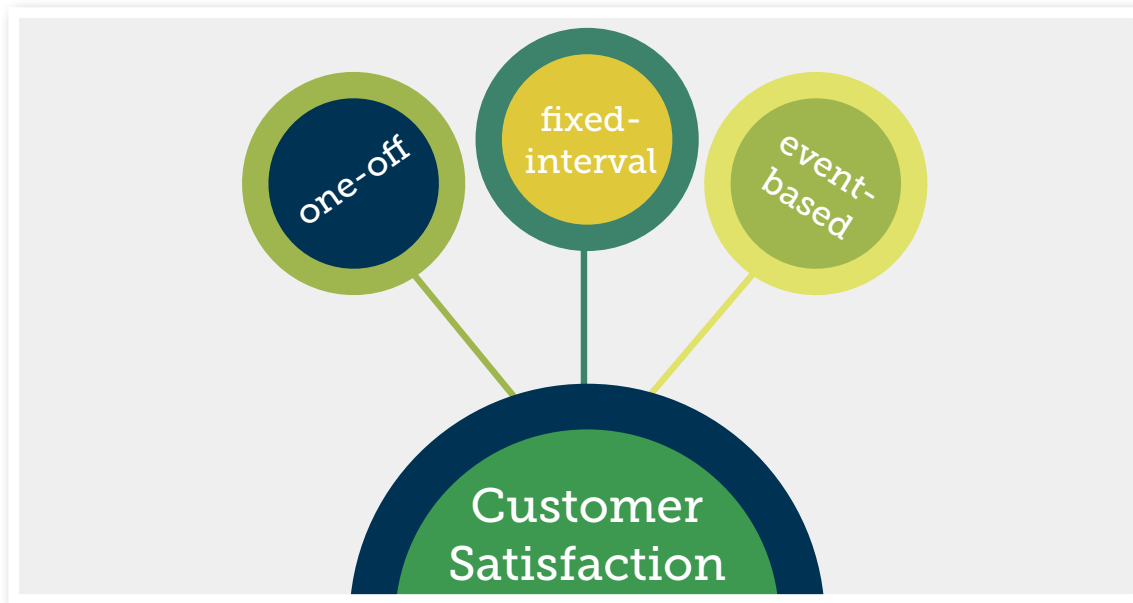 one-off
fixed-
interval
event-
based
Customer
Satisfaction